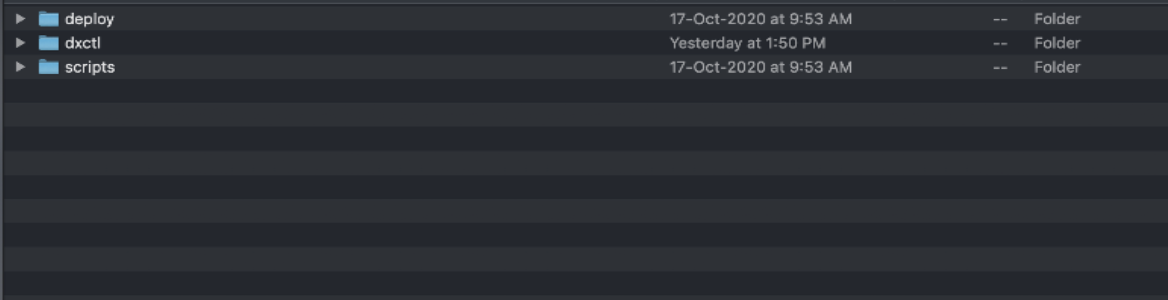 deploy 17-Oct-2020 at 9:53 AM -- Folder
dxctl Yesterday at 1:50 PM -- Folder
scripts 17-Oct-2020 at 9:53 AM -- Folder